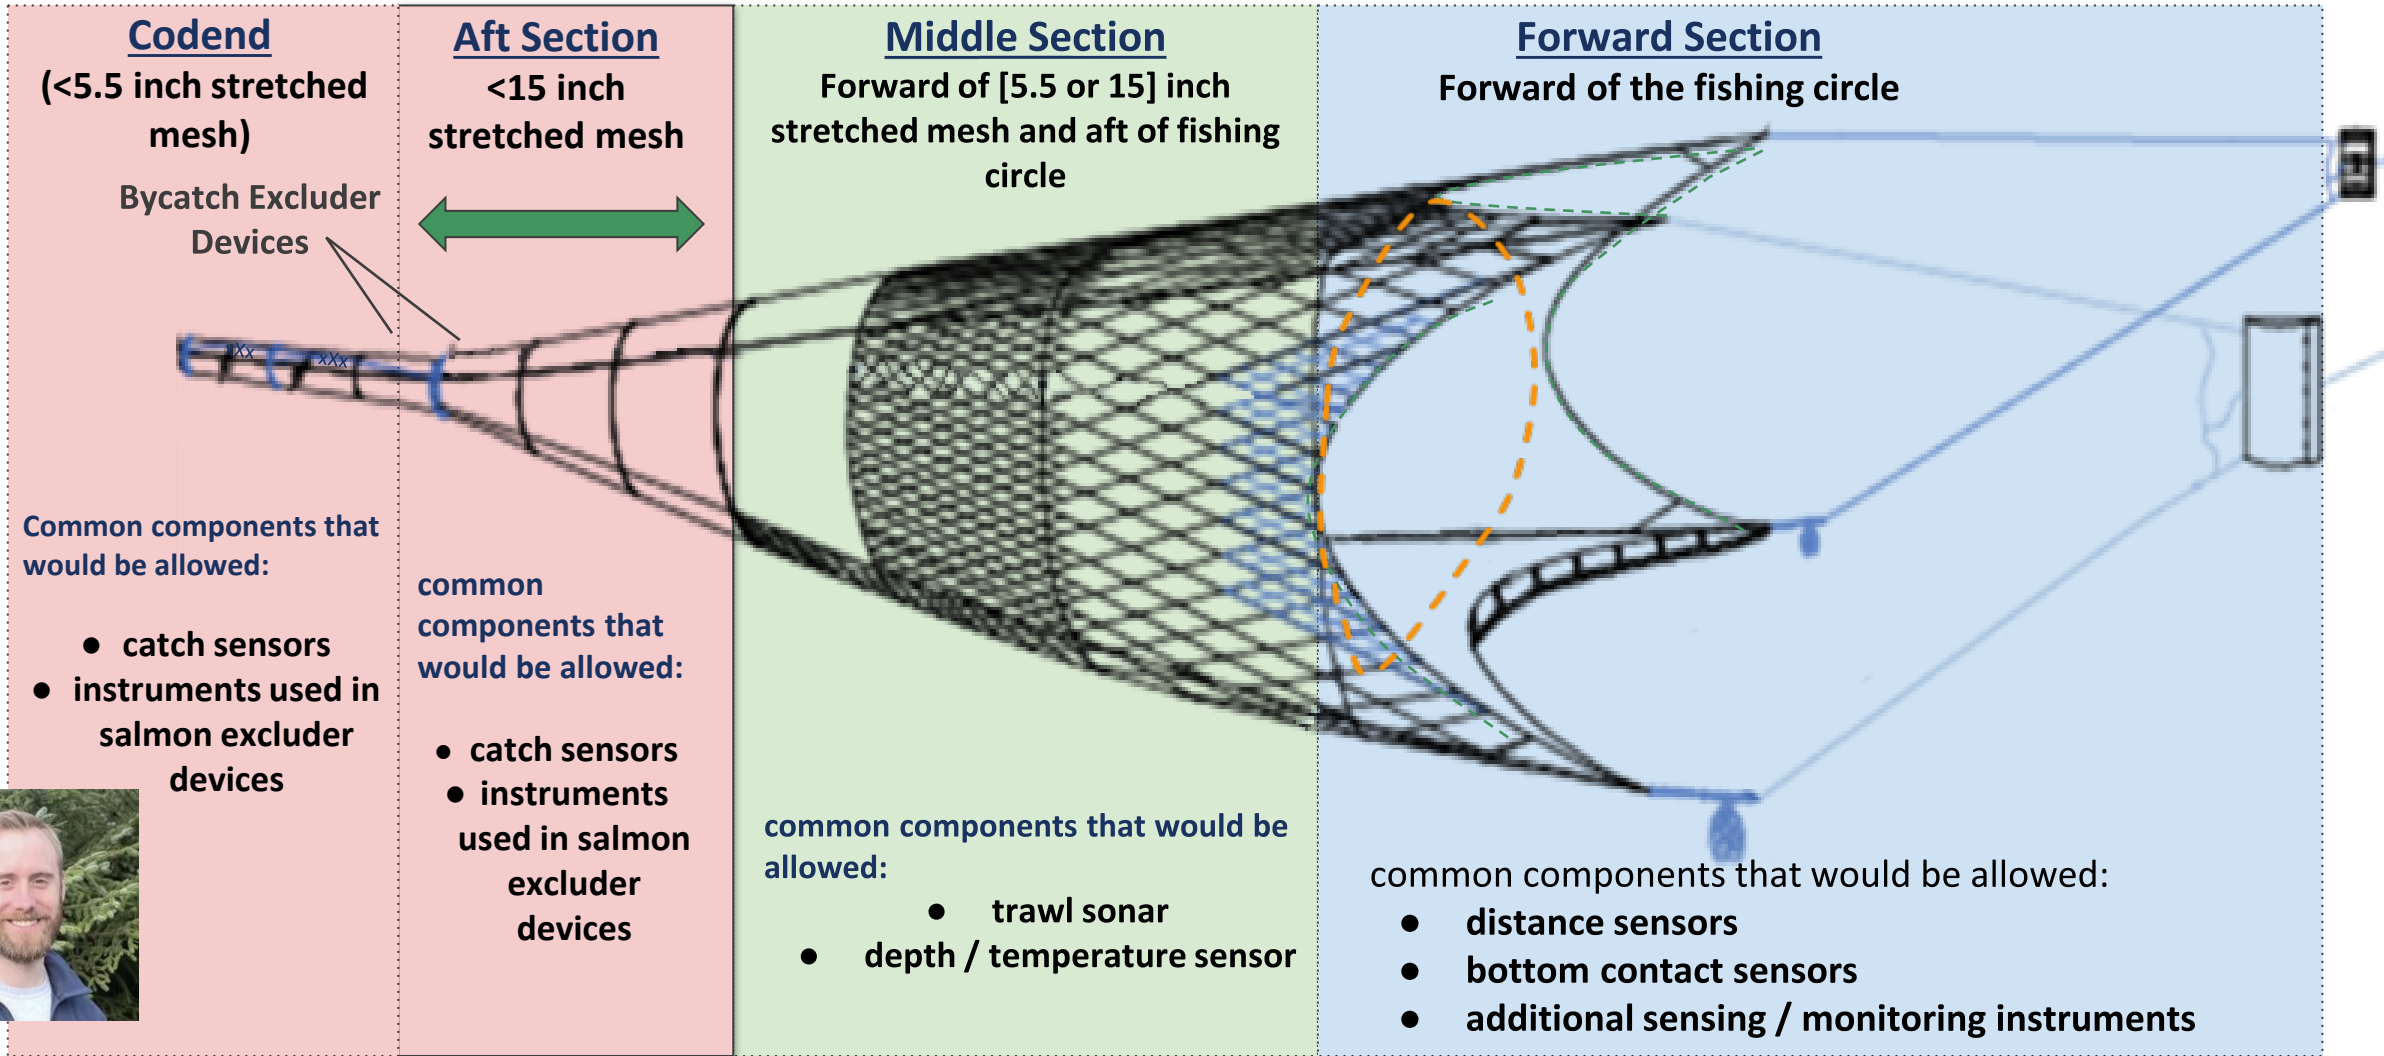 Codend
(<5.5 inch stretched
mesh)
Bycatch Excluder
Devices
Common components that
would be allowed:
● catch sensors
● instruments used in
salmon excluder
devices
Aft Section
<15 inch
stretched mesh
common
components that
would be allowed:
● catch sensors
● instruments
used in salmon
excluder
devices
Middle Section
Forward of [5.5 or 15] inch
stretched mesh and aft of fishing
circle
common components that would be
allowed:
● trawl sonar
● depth / temperature sensor
Forward Section
Forward of the fishing circle
common components that would be allowed:
● distance sensors
● bottom contact sensors
● additional sensing / monitoring instruments